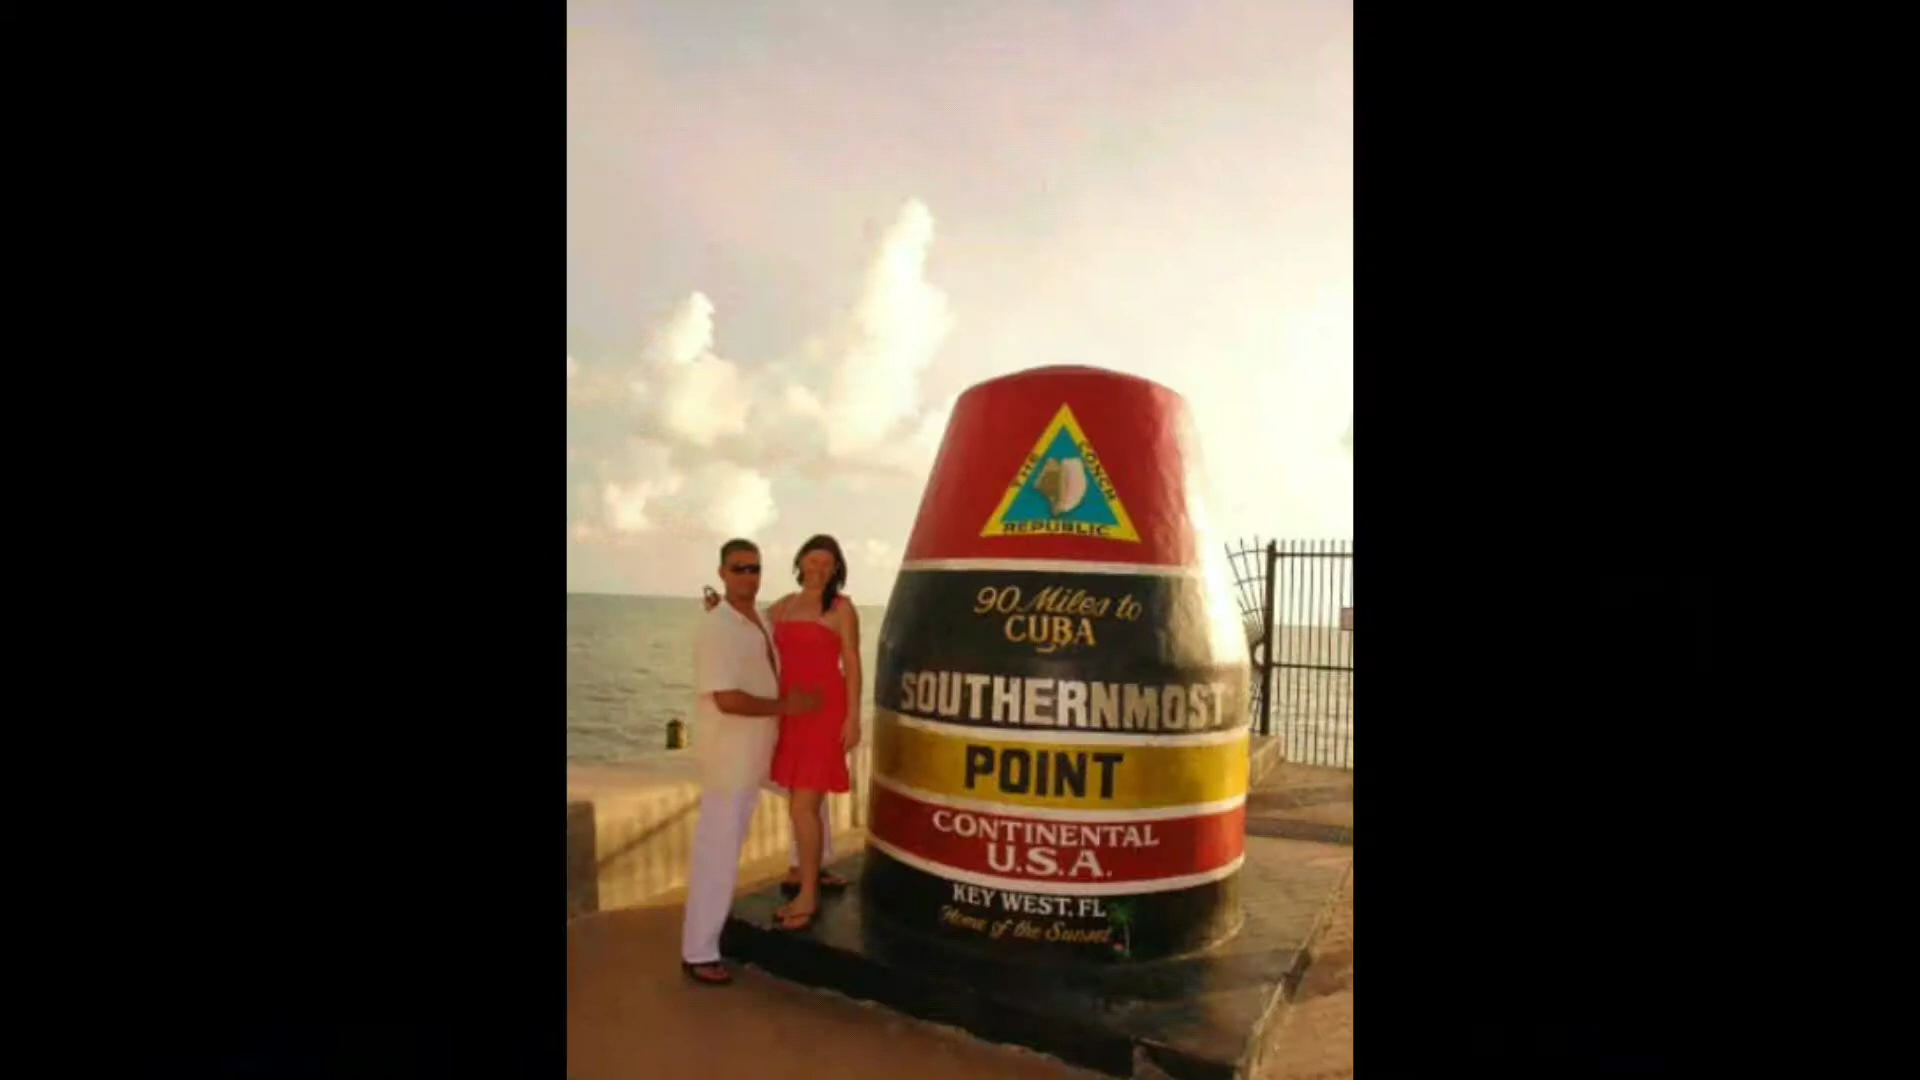 THE CONCH
REPUBLIC
90 Miles to
CUBA
SOUTHERNMOST
POINT
CONTINENTAL
U.S.A.
KEY WEST, FL
Home of the Sunset